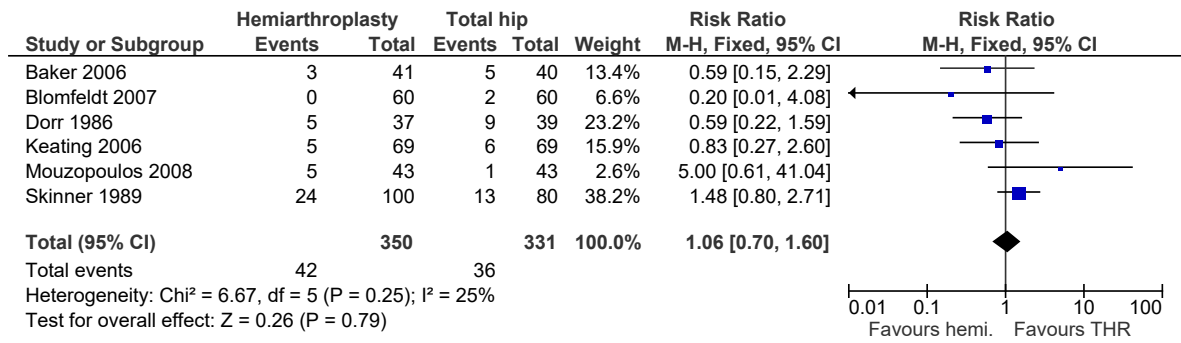 Hemiarthroplasty Total hip Risk Ratio Risk Ratio
Study or Subgroup Events Total Events Total Weight M-H, Fixed, 95% CI M-H, Fixed, 95% CI
Baker 2006 3 41 5 40 13.4% 0.59 [0.15, 2.29]
Blomfeldt 2007 0 60 2 60 6.6% 0.20 [0.01, 4.08]
Dorr 1986 5 37 9 39 23.2% 0.59 [0.22, 1.59]
Keating 2006 5 69 6 69 15.9% 0.83 [0.27, 2.60]
Mouzopoulos 2008 5 43 1 43 2.6% 5.00 [0.61, 41.04]
Skinner 1989 24 100 13 80 38.2% 1.48 [0.80, 2.71]
Total (95% CI) 350 331 100.0% 1.06 [0.70, 1.60]
Total events 42 36
Heterogeneity: Chi² = 6.67, df = 5 (P = 0.25); I² = 25%
Test for overall effect: Z = 0.26 (P = 0.79)
0.01 0.1 1 10 100
Favours hemi. Favours THR